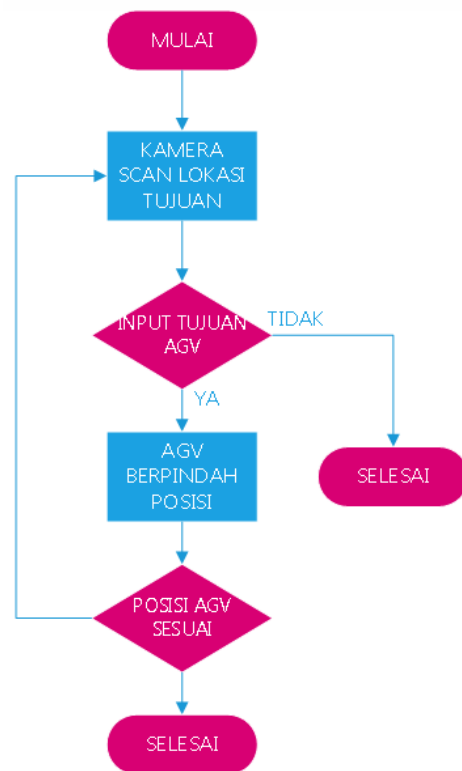 MULAI
KAMERA
SCAN LOKASI
TUJUAN
INPUT TUJUAN
AGV
TIDAK
YA
AGV
BERPINDAH
POSISI
SELESAI
POSISI AGV
SESUAI
SELESAI